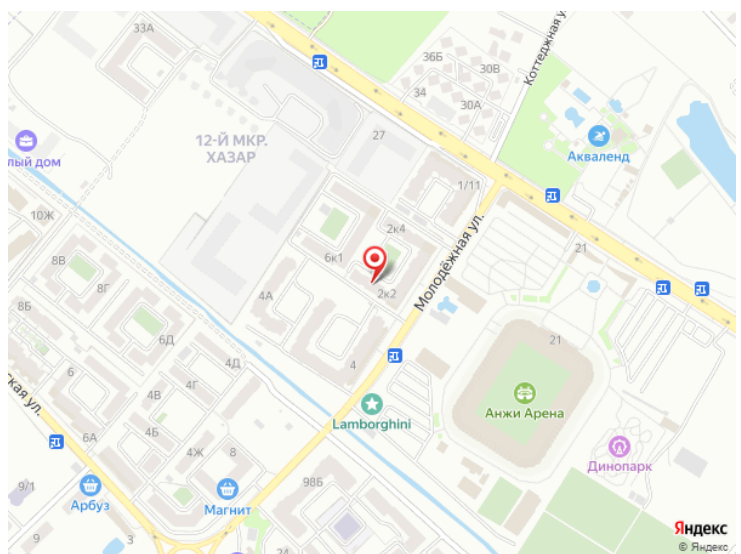 33А
36Б
30В
34
30А
Коттеджная ул.
27
12-Й МКР.
ХАЗАР
Акваленд
лый дом
1/11
10Ж
2к4
21
8В
6к1
Молодёжная ул.
8Г
4А
2к2
8Б
6Д
21
4Д
4
6
4Г
Анжи Арена
4В
ская ул.
Lamborghini
6А
4Б
4Ж
8
Динопарк
9/1
98Б
Арбуз
Магнит
3
2
24
Яндекс
© Яндекс